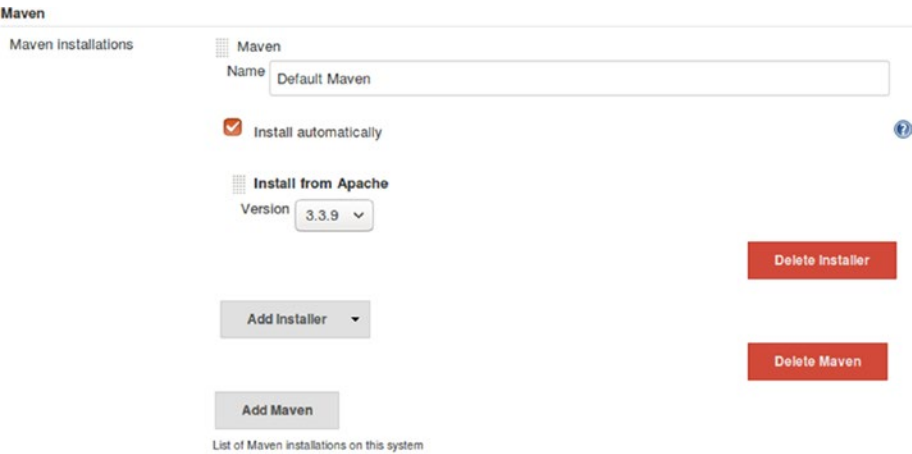 Maven
Maven installations
Maven
Name Default Maven
Install automatically
?
Install from Apache
Version 3.3.9
Delete Installer
Add Installer
Delete Maven
Add Maven
List of Maven installations on this system